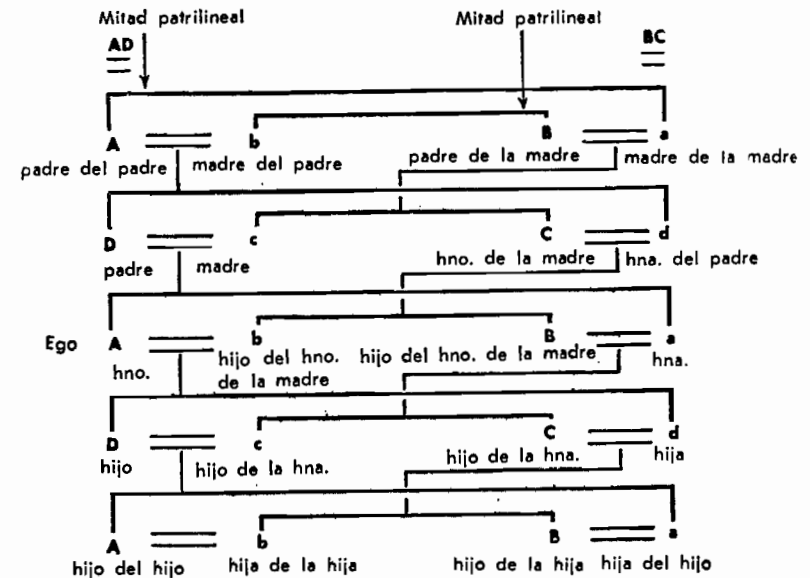 Mitad patrilineal Mitad patrilineal
AD BC
A b B a
padre del padre madre del padre padre de la madre madre de la madre
D c C d
padre madre hno. de la madre hna. del padre
Ego A b B a
hno. hijo del hno. hijo del hno. de la madre hna.
de la madre
D c C d
hijo hijo de la hna. hijo de la hna. hija
A b B a
hijo del hijo hija de la hija hijo de la hija hija del hijo